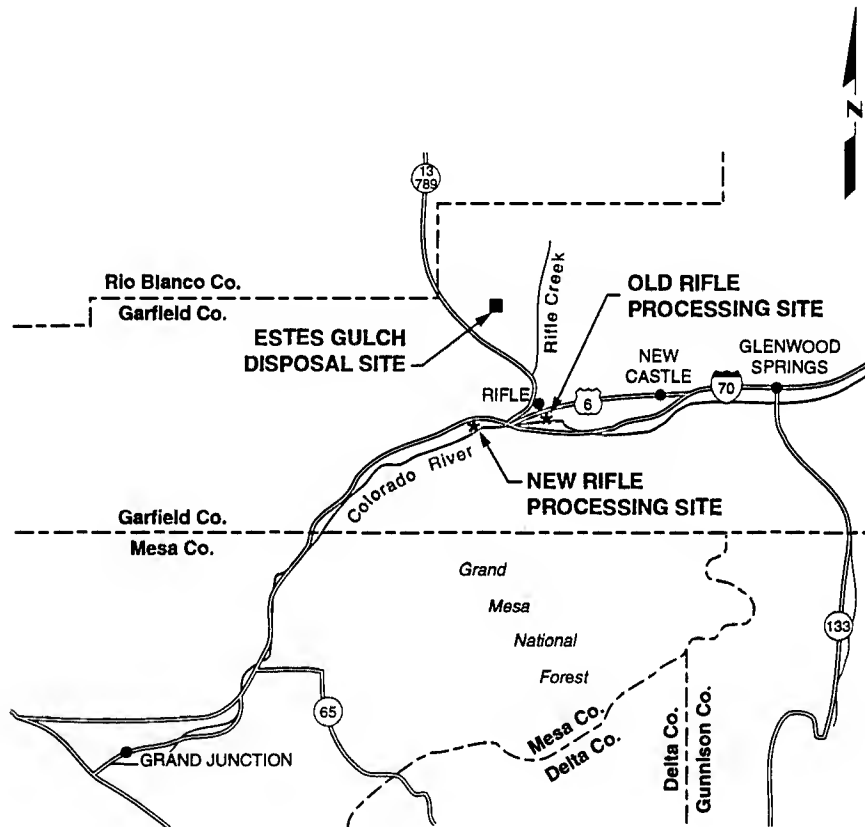 N
13
789
Rio Blanco Co.
Garfield Co.
ESTES GULCH
DISPOSAL SITE
Rifle Creek
OLD RIFLE
PROCESSING SITE
RIFLE
6
NEW
CASTLE
70
GLENWOOD
SPRINGS
Colorado River
NEW RIFLE
PROCESSING SITE
Garfield Co.
Mesa Co.
Grand
Mesa
National
Forest
133
65
Mesa Co.
Delta Co.
Delta Co.
Gunnison Co.
GRAND JUNCTION